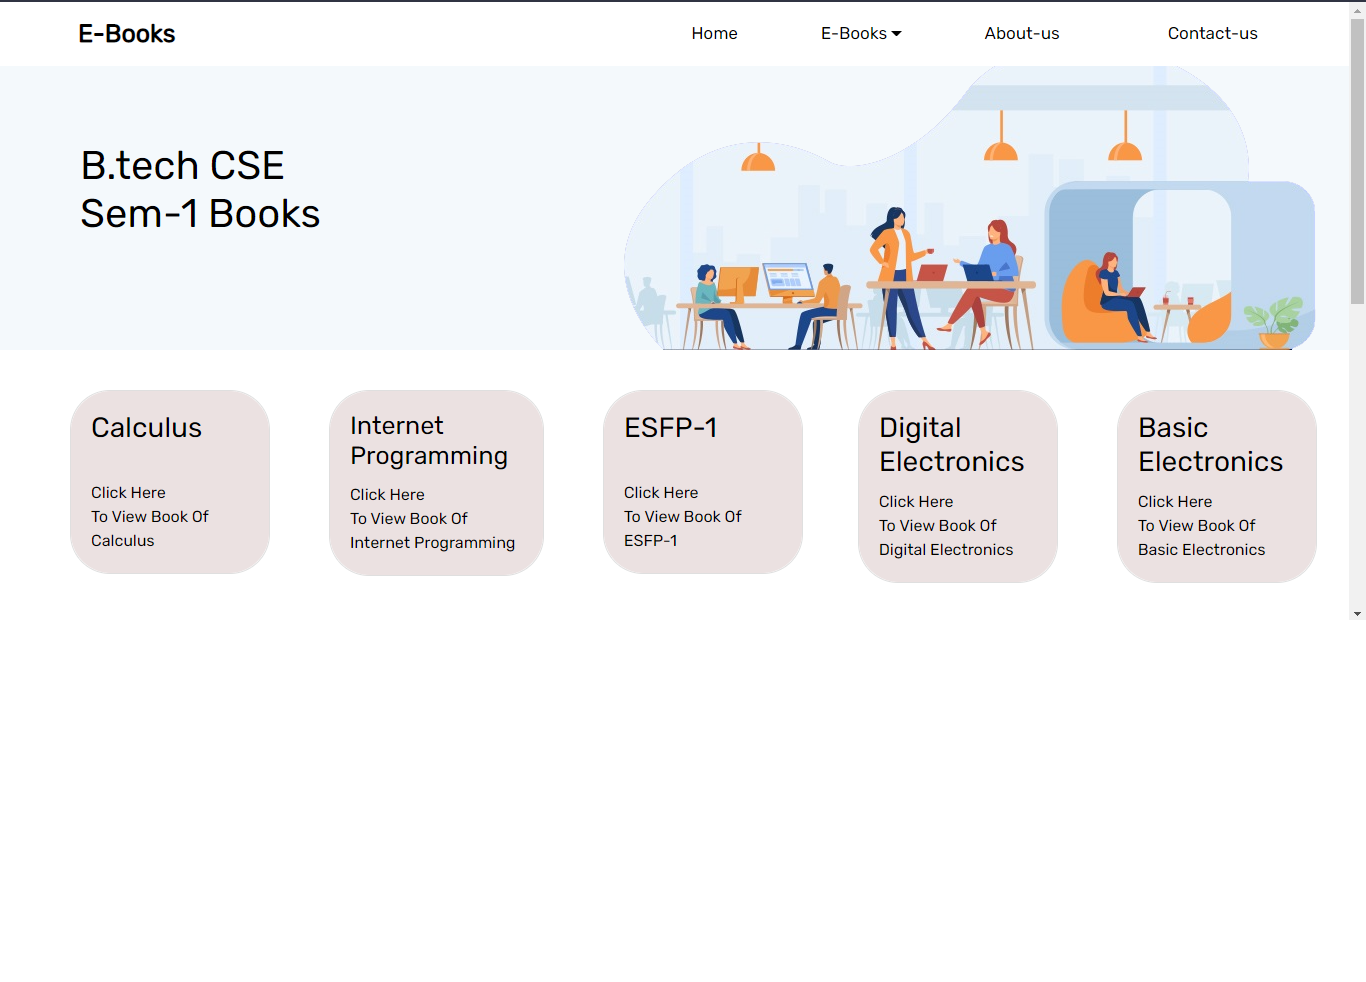 E-Books
Home
E-Books
About-us
Contact-us
B.tech CSE
Sem-1 Books
Calculus
Click Here
To View Book Of
Calculus
Internet
Programming
Click Here
To View Book Of
Internet Programming
ESFP-1
Click Here
To View Book Of
ESFP-1
Digital
Electronics
Click Here
To View Book Of
Digital Electronics
Basic
Electronics
Click Here
To View Book Of
Basic Electronics